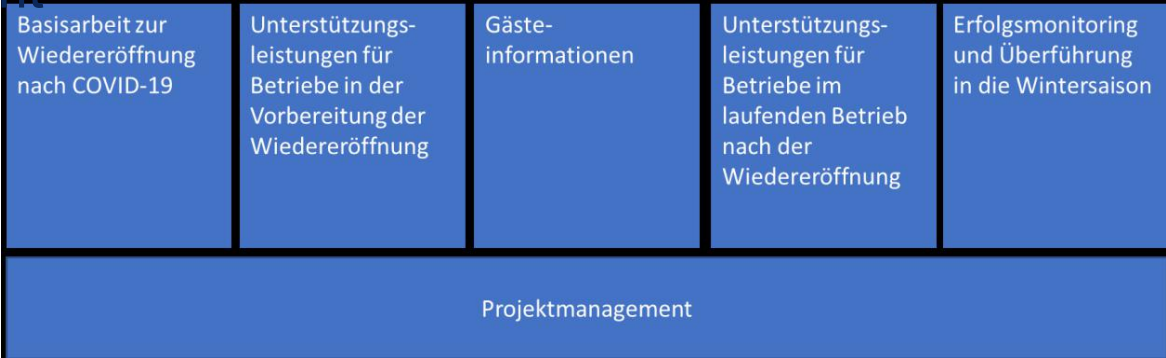 Basisarbeit zur
Wiedereröffnung
nach COVID-19
Unterstützungs-
leistungen für
Betriebe in der
Vorbereitung der
Wiedereröffnung
Gäste-
informationen
Unterstützungs-
leistungen für
Betriebe im
laufenden Betrieb
nach der
Wiedereröffnung
Erfolgsmonitoring
und Überführung
in die Wintersaison
Projektmanagement